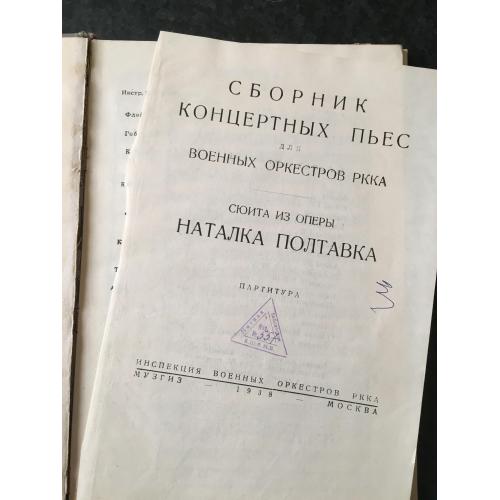 Инстр.
СБОРНИК
КОНЦЕРТНЫХ ПЬЕС
ДЛЯ
ВОЕННЫХ ОРКЕСТРОВ РККА
СЮИТА ИЗ ОПЕРЫ
НАТАЛКА ПОЛТАВКА
ПАРТИТУРА
ИНСПЕКЦИЯ ВОЕННЫХ ОРКЕСТРОВ РККА
МУЗГИЗ — 1938 — МОСКВА